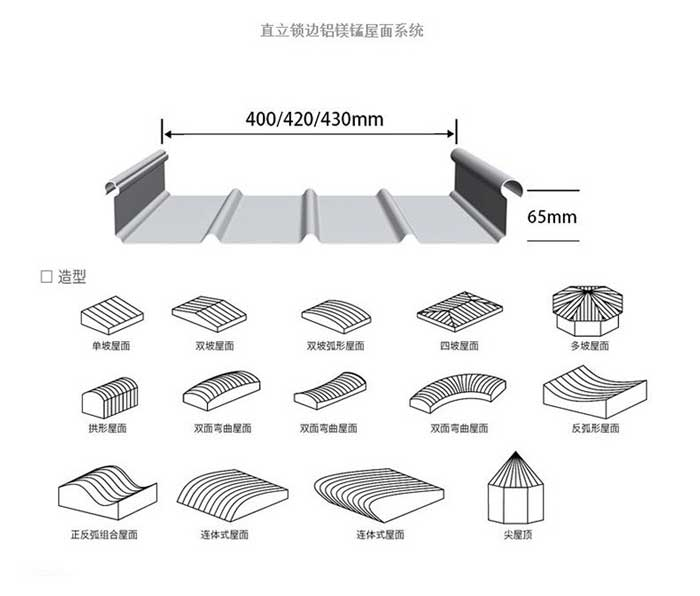 直立锁边铝镁锰屋面系统
400/420/430mm
65mm
造型
单坡屋面 双坡屋面 双坡弧形屋面 四坡屋面 多坡屋面
拱形屋面 双面弯曲屋面 双面弯曲屋面 双面弯曲屋面 反弧形屋面
正反弧组合屋面 连体式屋面 连体式屋面 尖屋面